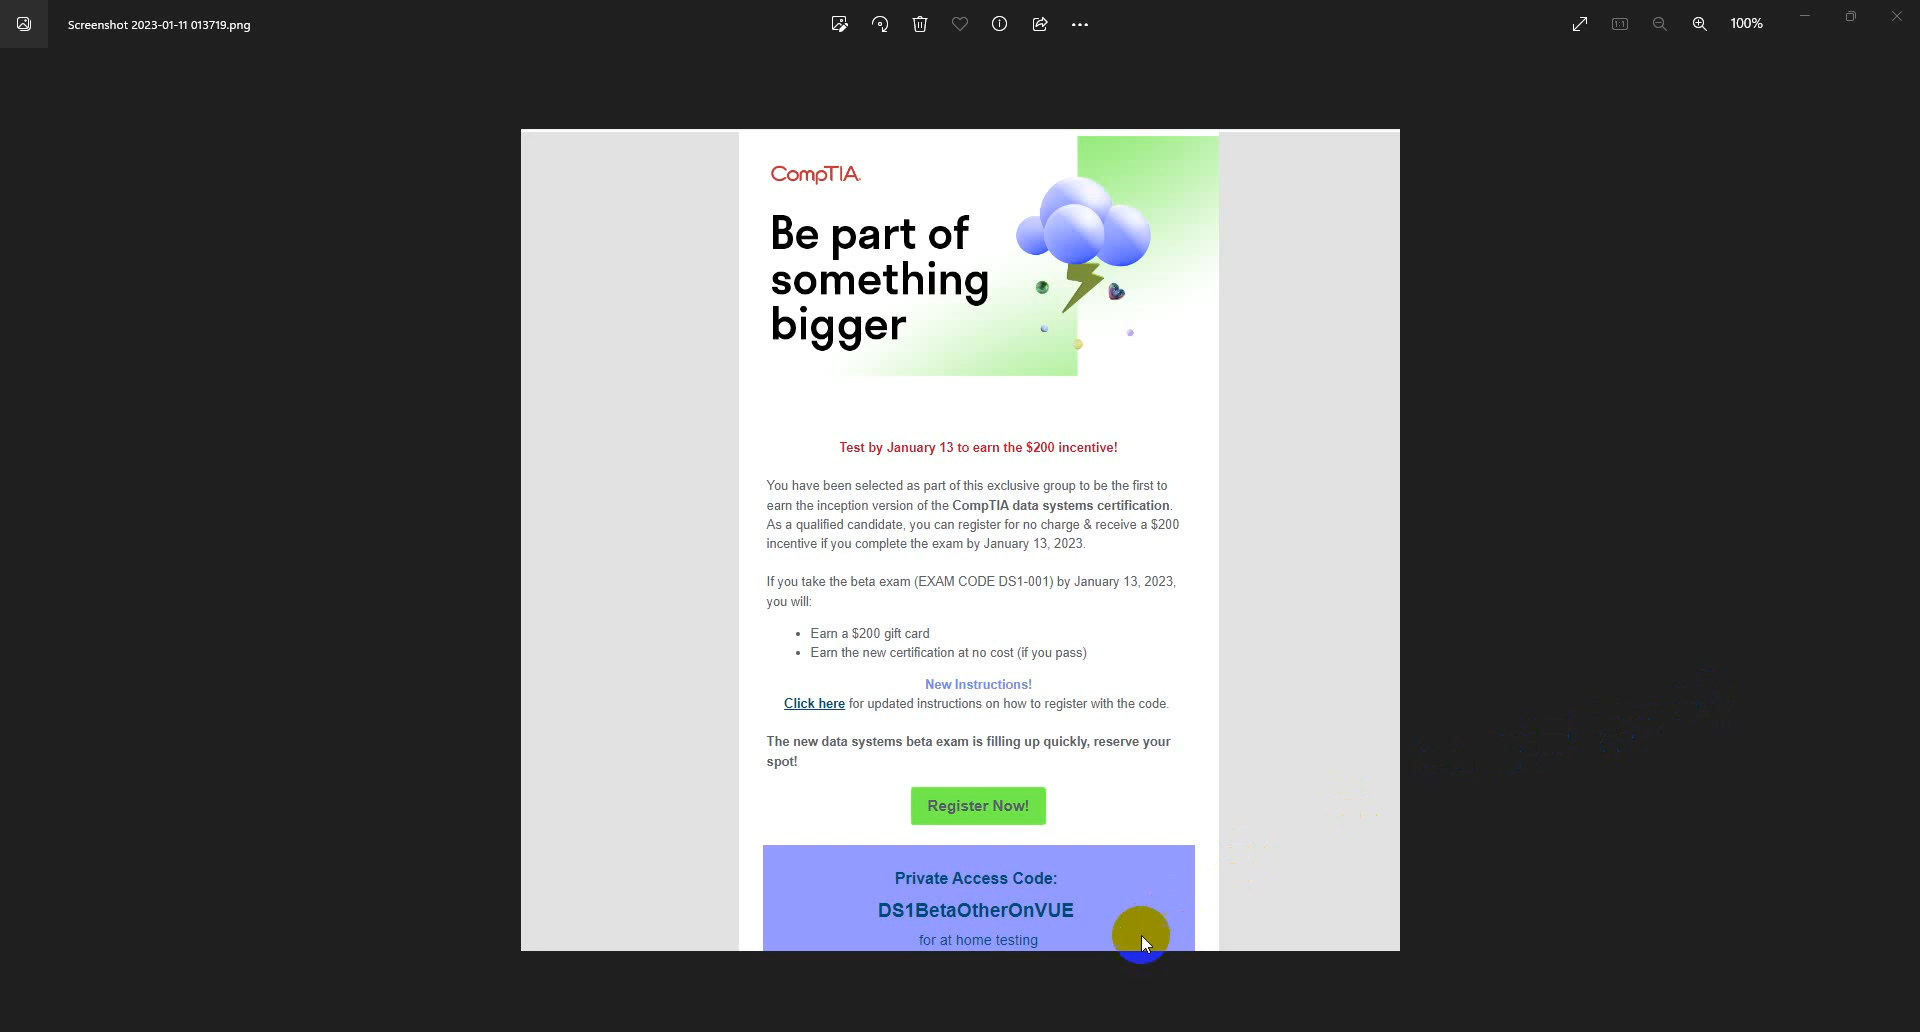 Screenshot 2023-01-11 013719.png
100%
CompTIA.
Be part of
something
bigger
Test by January 13 to earn the $200 incentive!
You have been selected as part of this exclusive group to be the first to
earn the inception version of the CompTIA data systems certification.
As a qualified candidate, you can register for no charge & receive a $200
incentive if you complete the exam by January 13, 2023.
If you take the beta exam (EXAM CODE DS1-001) by January 13, 2023,
you will:
• Earn a $200 gift card
• Earn the new certification at no cost (if you pass)
New Instructions!
Click here for updated instructions on how to register with the code.
The new data systems beta exam is filling up quickly, reserve your
spot!
Register Now!
Private Access Code:
DS1BetaOtherOnVUE
for at home testing